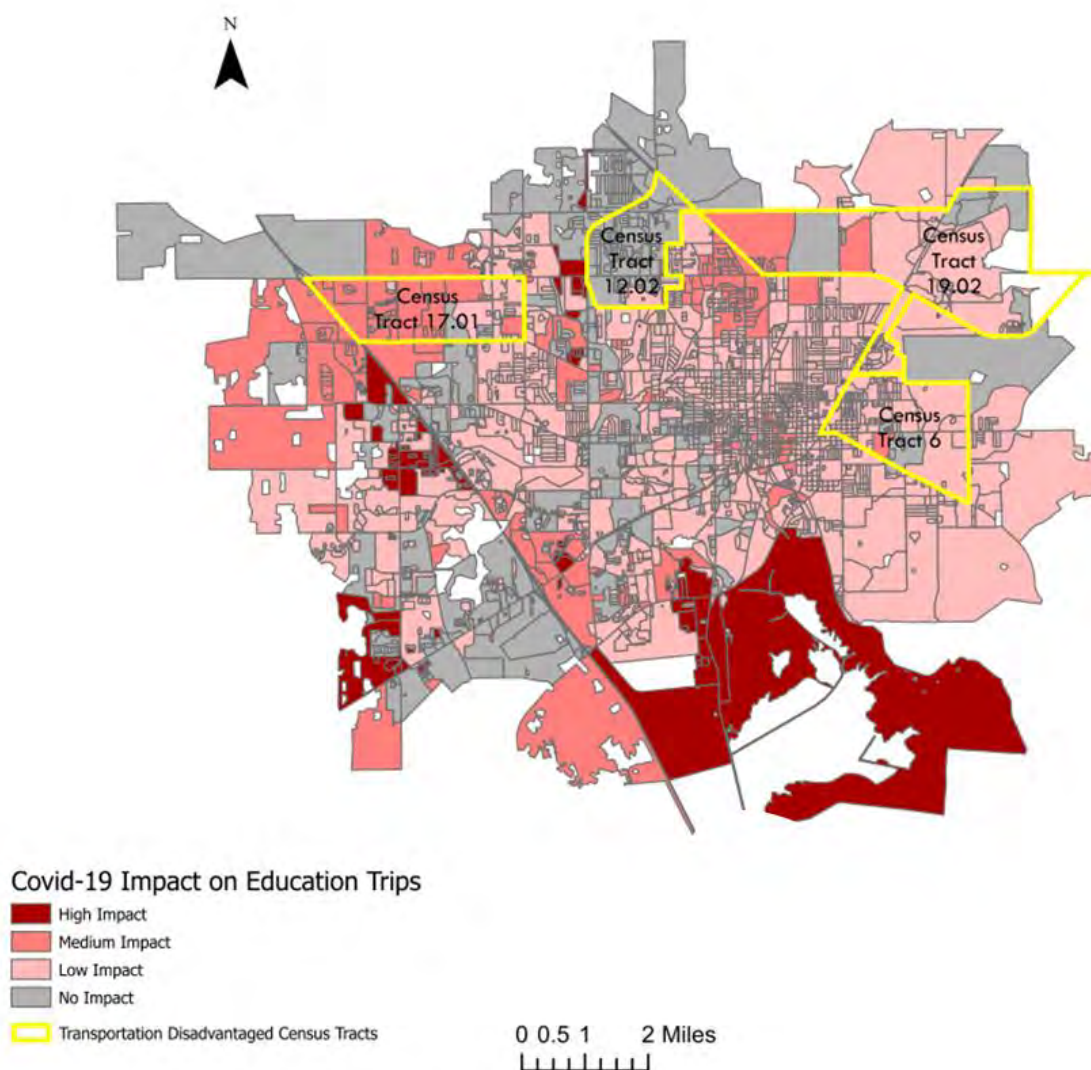 N
Census
Tract
12.02
Census
Tract
19.02
Census
Tract 17.01
Census
Tract 6
Covid-19 Impact on Education Trips
High Impact
Medium Impact
Low Impact
No Impact
Transportation Disadvantaged Census Tracts
0 0.5 1 2 Miles